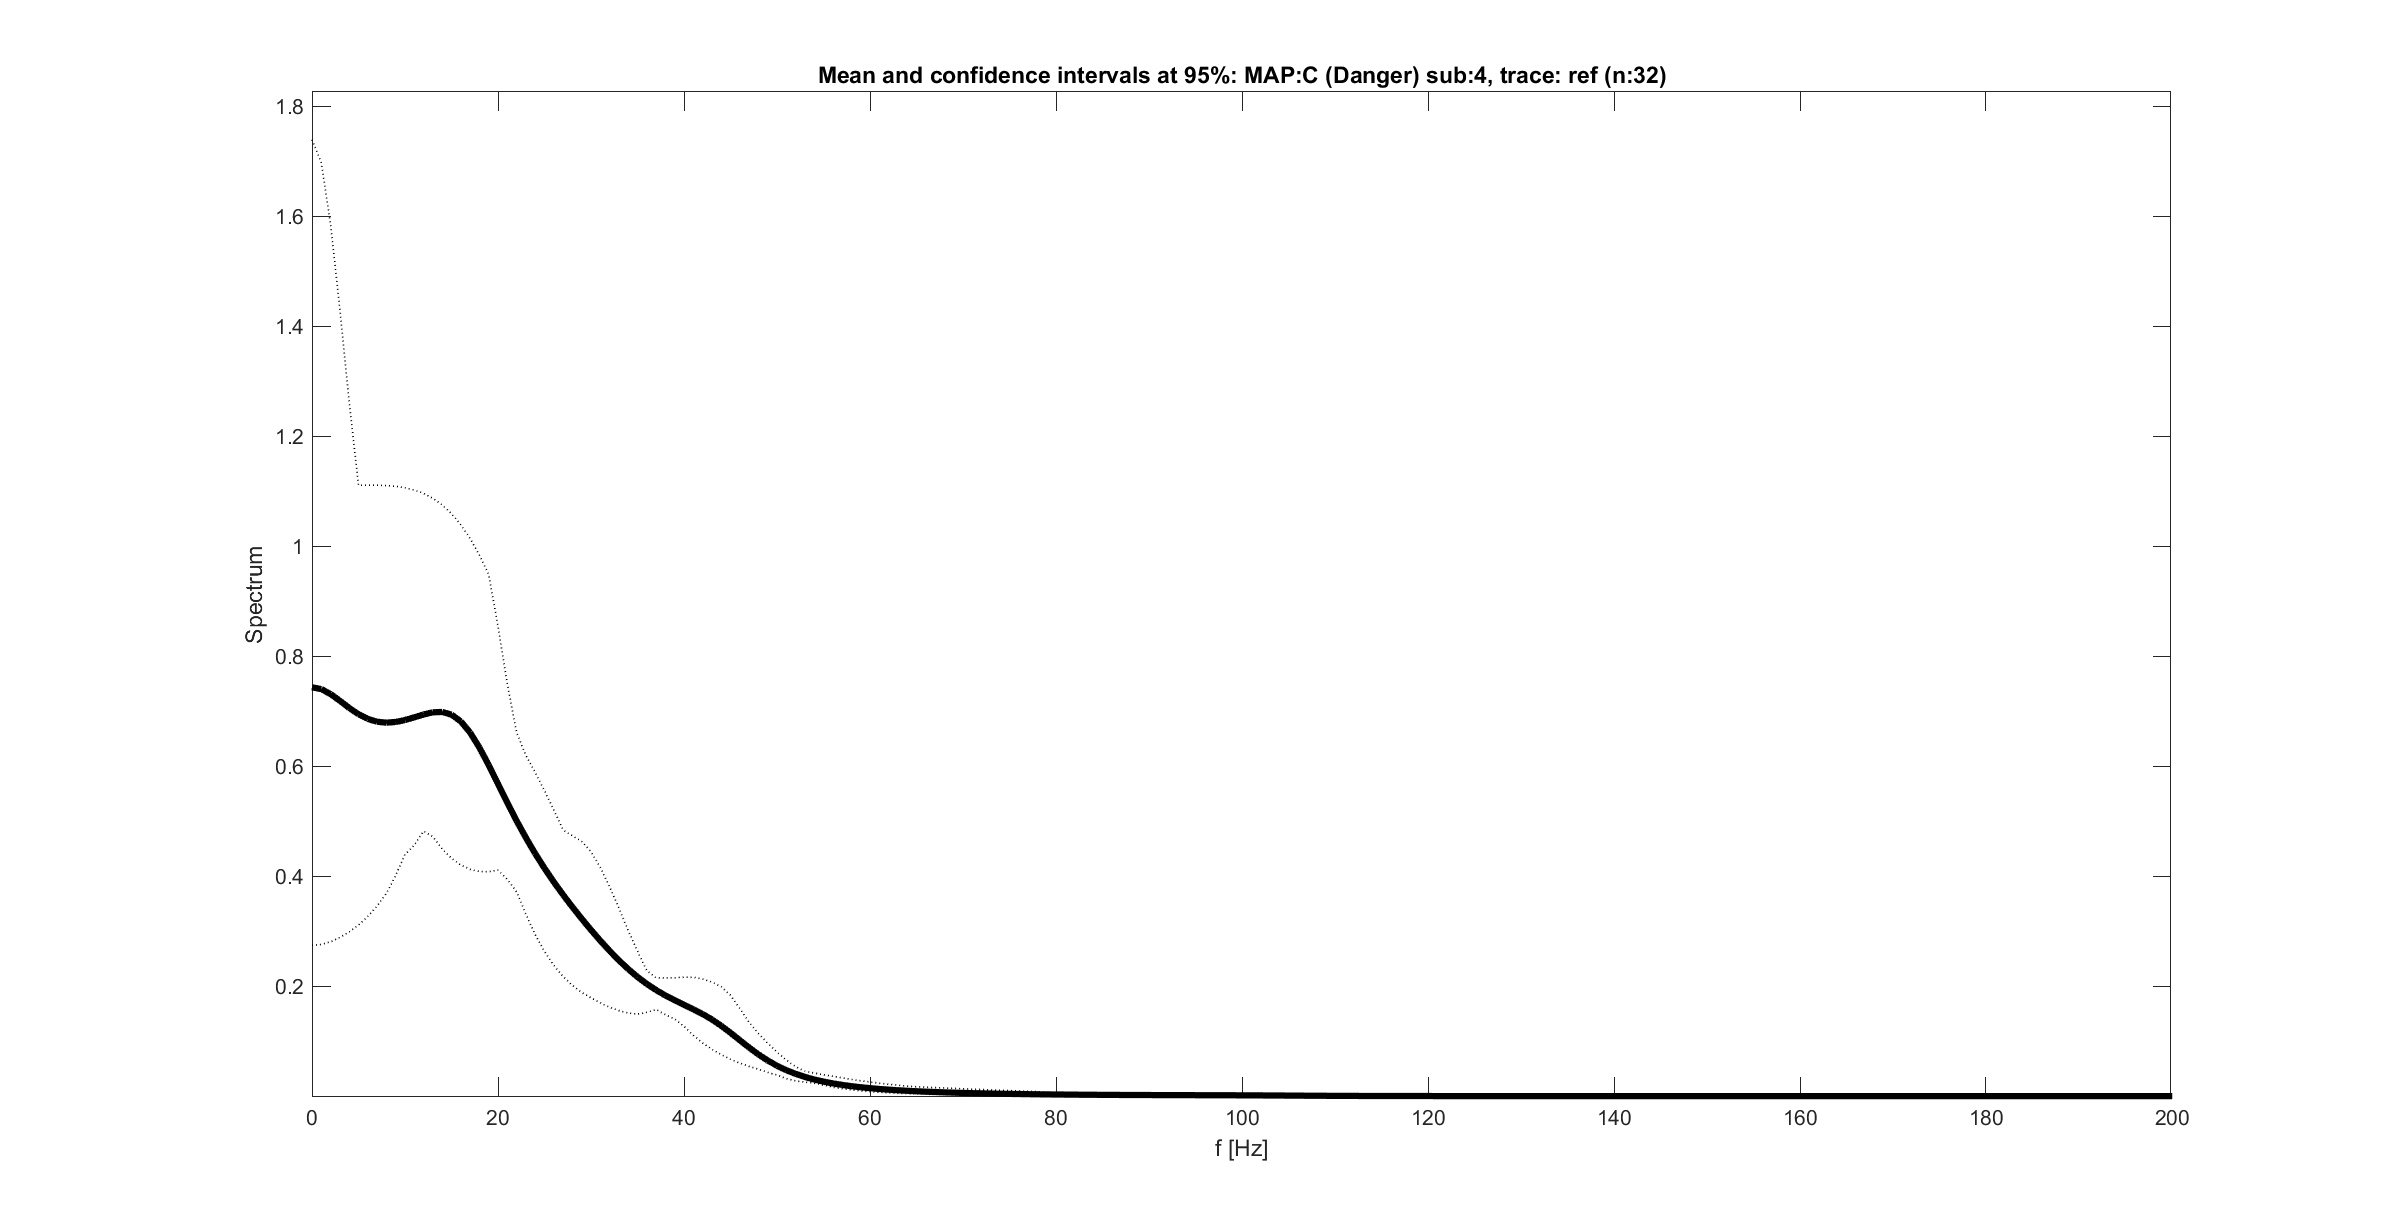 Mean and confidence intervals at 95%: MAP:C (Danger) sub:4, trace: ref (n:32)
1.8
1.6
1.4
1.2
1
0.8
0.6
0.4
0.2
Spectrum
0 20 40 60 80 100 120 140 160 180 200
f [Hz]